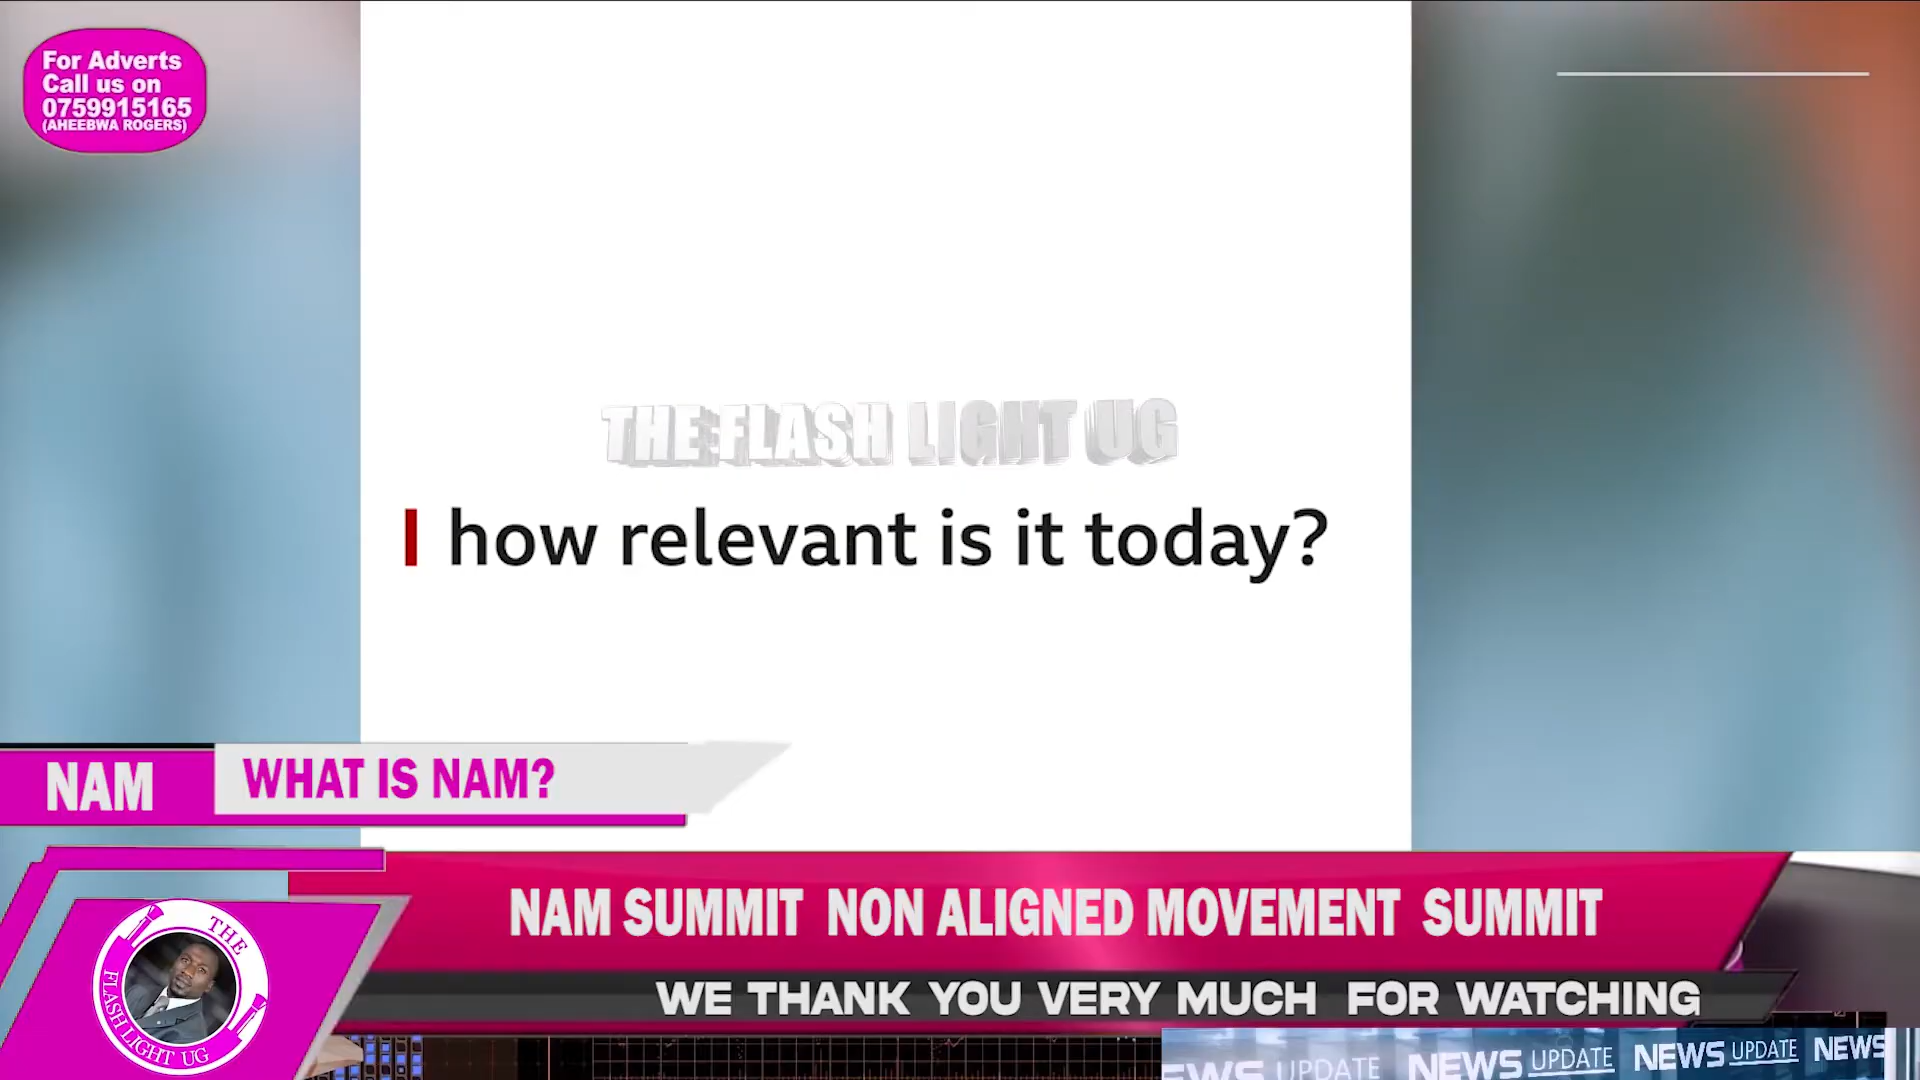 For Adverts
Call us on
0759915165
(AHEEBWA ROGERS)
THE FLASH LIGHT UG
how relevant is it today?
NAM
WHAT IS NAM?
NAM SUMMIT NON ALIGNED MOVEMENT SUMMIT
WE THANK YOU VERY MUCH FOR WATCHING
THE
FLASH LIGHT UG
NEWS UPDATE NEWS UPDATE NEWS UPDATE NEWS